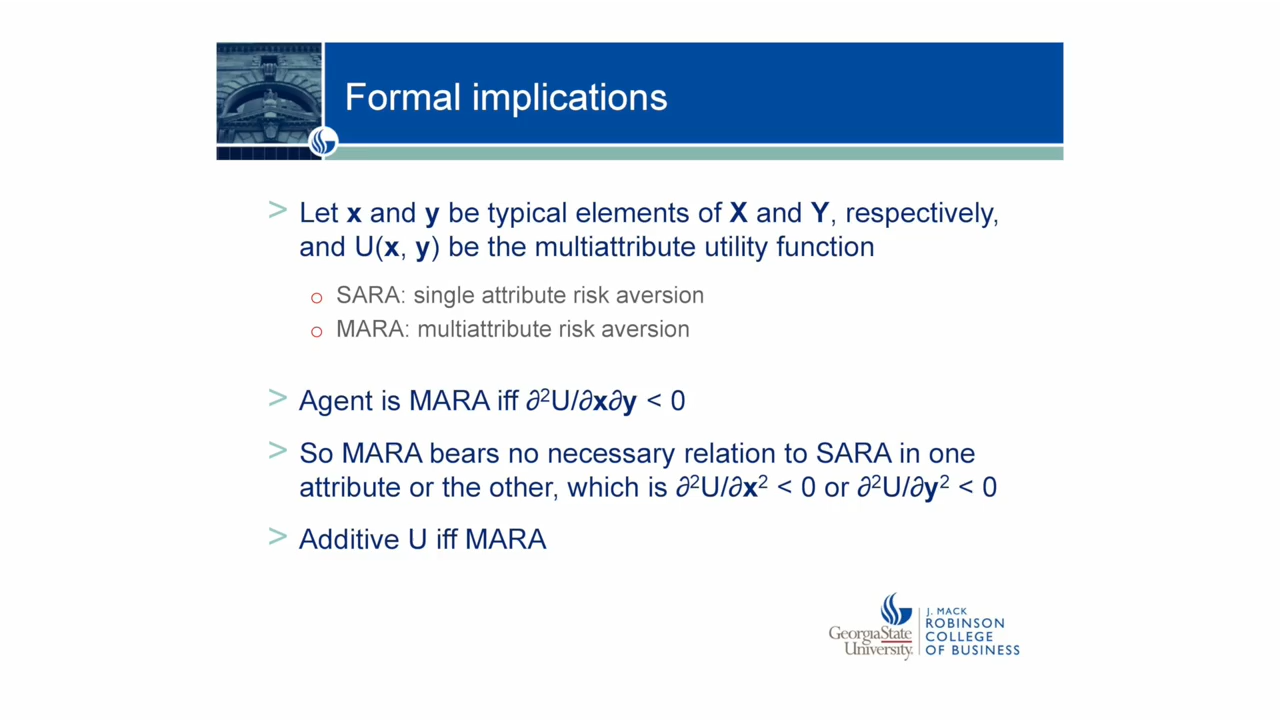 Formal implications
> Let x and y be typical elements of X and Y, respectively,
and U(x, y) be the multiattribute utility function
o SARA: single attribute risk aversion
o MARA: multiattribute risk aversion
> Agent is MARA iff ∂²U/∂x∂y < 0
> So MARA bears no necessary relation to SARA in one
attribute or the other, which is ∂²U/∂x² < 0 or ∂²U/∂y² < 0
> Additive U iff MARA
GeorgiaState
University.
J. MACK
ROBINSON
COLLEGE
OF BUSINESS